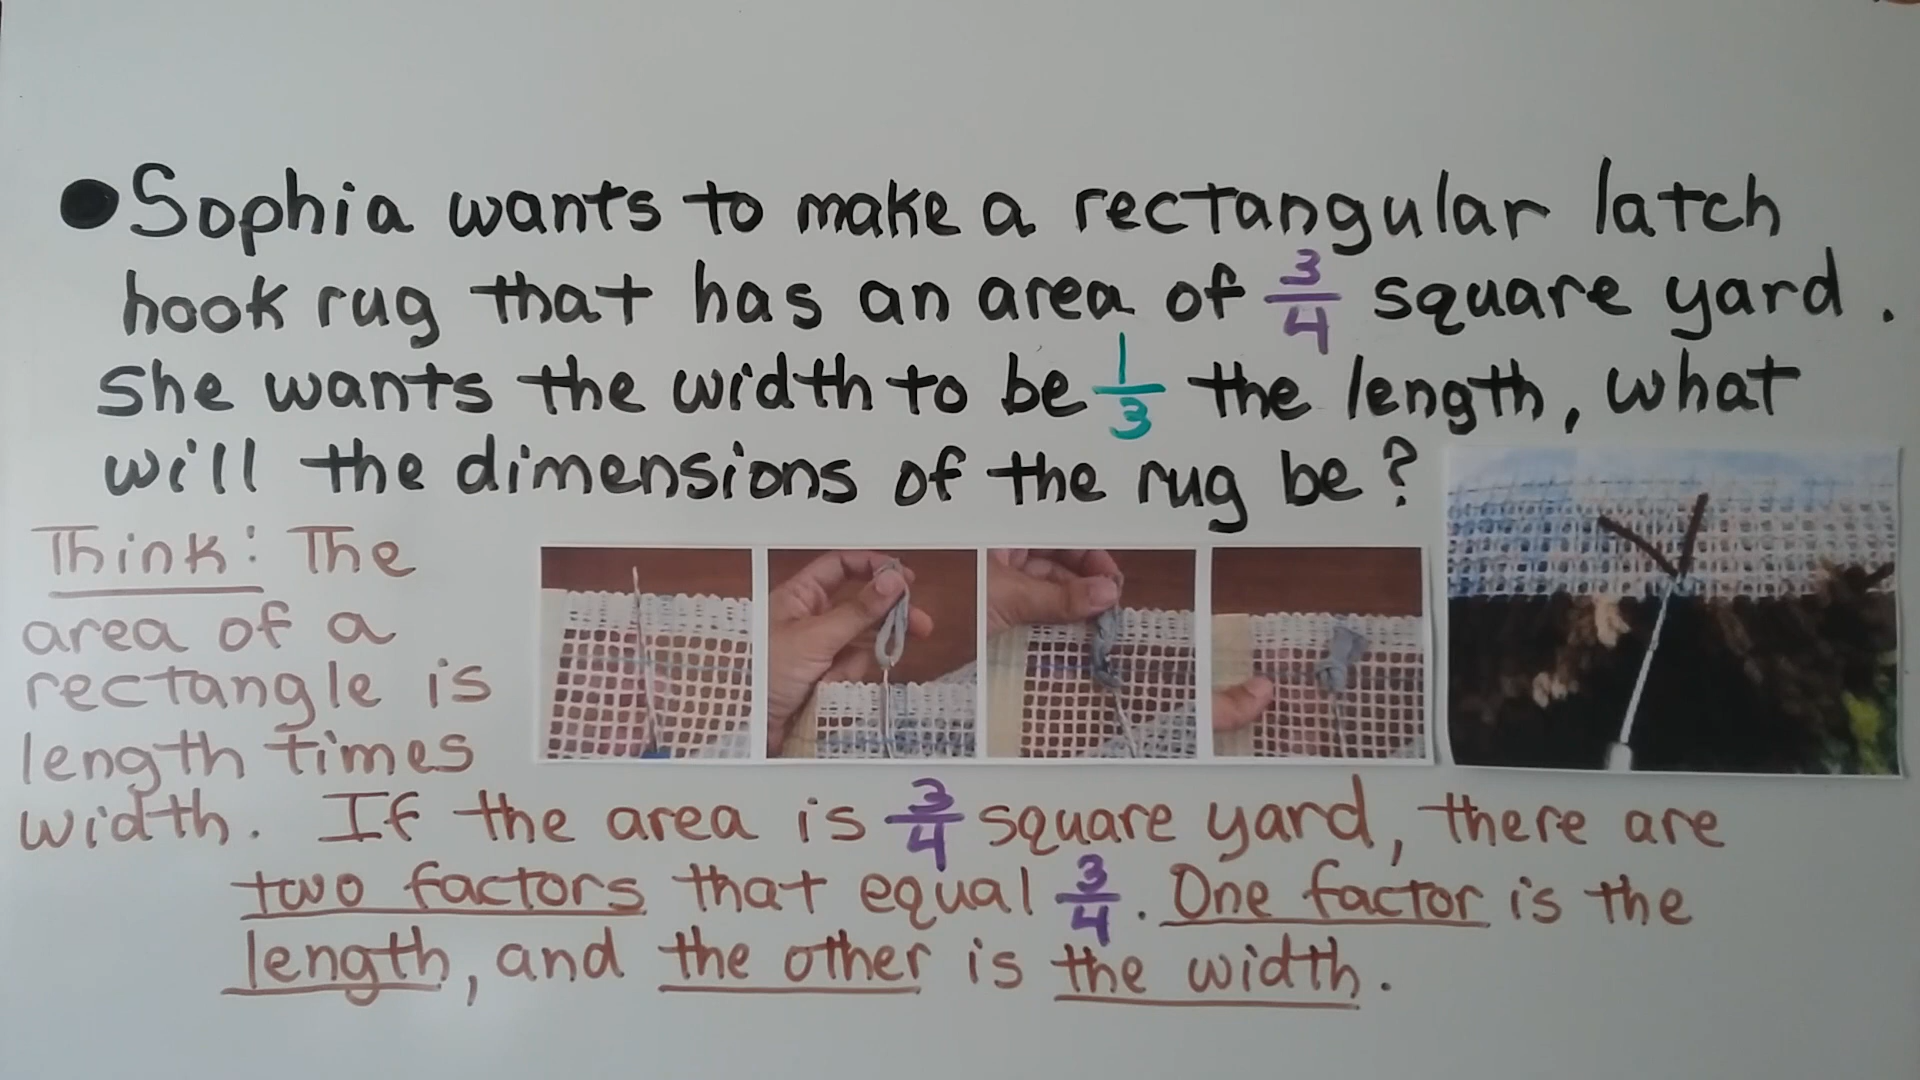 ●Sophia wants to make a rectangular latch
hook rug that has an area of 3/4 square yard.
She wants the width to be 1/3 the length, what
will the dimensions of the rug be?
Think: The
area of a
rectangle is
length times
width. If the area is 3/4 square yard, there are
two factors that equal 3/4. One factor is the
length, and the other is the width.